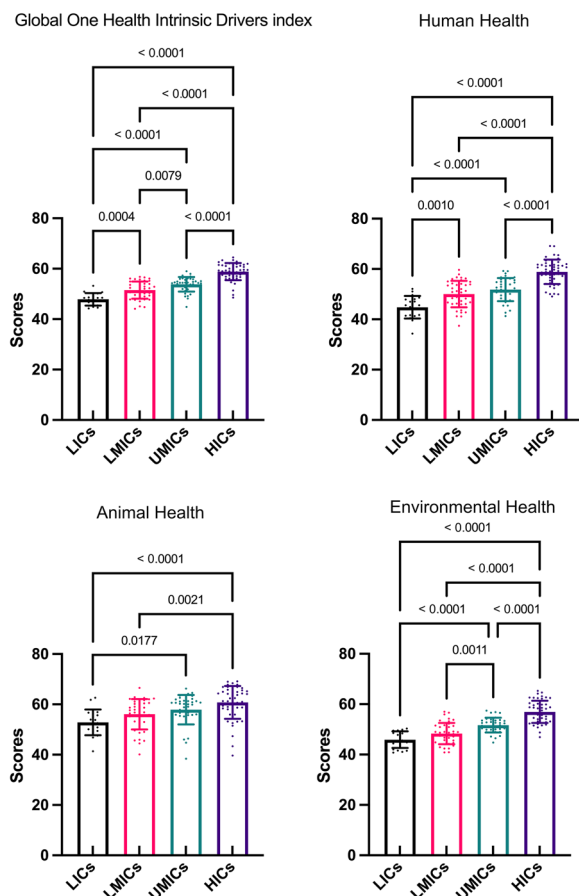 Global One Health Intrinsic Drivers index
< 0.0001
< 0.0001
< 0.0001
0.0079
0.0004
< 0.0001
80
60
40
20
0
Scores
LICs
LMICs
UMICs
HICs
Human Health
< 0.0001
< 0.0001
< 0.0001
0.0010
< 0.0001
80
60
40
20
0
Scores
LICs
LMICs
UMICs
HICs
Animal Health
< 0.0001
0.0021
0.0177
80
60
40
20
0
Scores
LICs
LMICs
UMICs
HICs
Environmental Health
< 0.0001
< 0.0001
< 0.0001
< 0.0001
0.0011
80
60
40
20
0
Scores
LICs
LMICs
UMICs
HICs